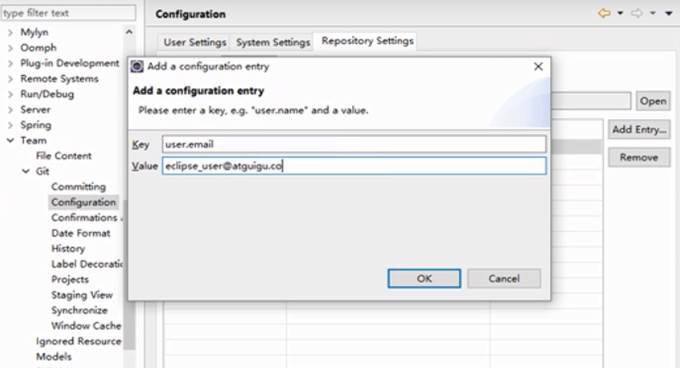 type filter text
Configuration
Mylyn
Oomph
Plug-in Development
Remote Systems
Run/Debug
Server
Spring
Team
File Content
Git
Committing
Configuration
Confirmations
Date Format
History
Label Decoratic
Projects
Staging View
Synchronize
Window Cache
Ignored Resource
Models
User Settings System Settings Repository Settings
Open
Add Entry...
Remove
Add a configuration entry
Add a configuration entry
Please enter a key, e.g. "user.name" and a value.
Key user.email
Value eclipse_user@atguigu.co
OK Cancel